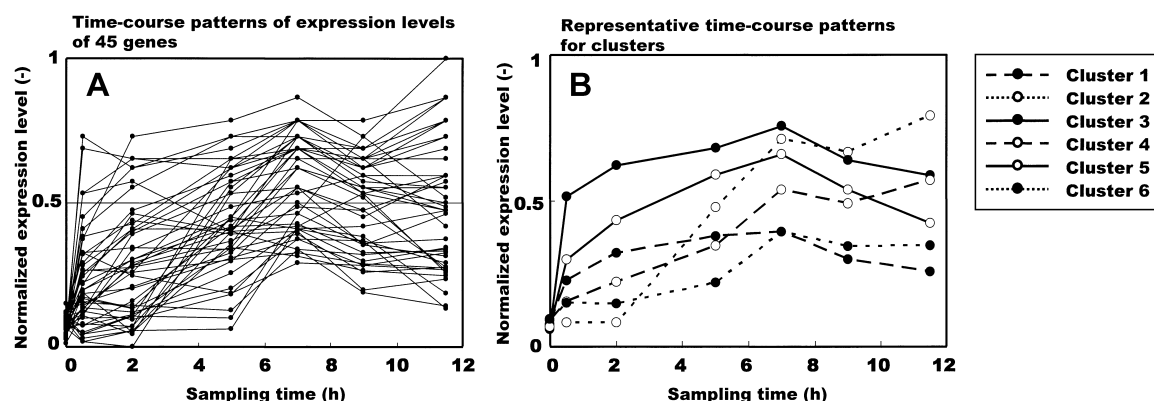 Time-course patterns of expression levels
of 45 genes
A
1
0.5
0
Normalized expression level (-)
0 2 4 6 8 10 12
Sampling time (h)
Representative time-course patterns
for clusters
B
1
0.5
0
Normalized expression level (-)
0 2 4 6 8 10 12
Sampling time (h)
Cluster 1
Cluster 2
Cluster 3
Cluster 4
Cluster 5
Cluster 6